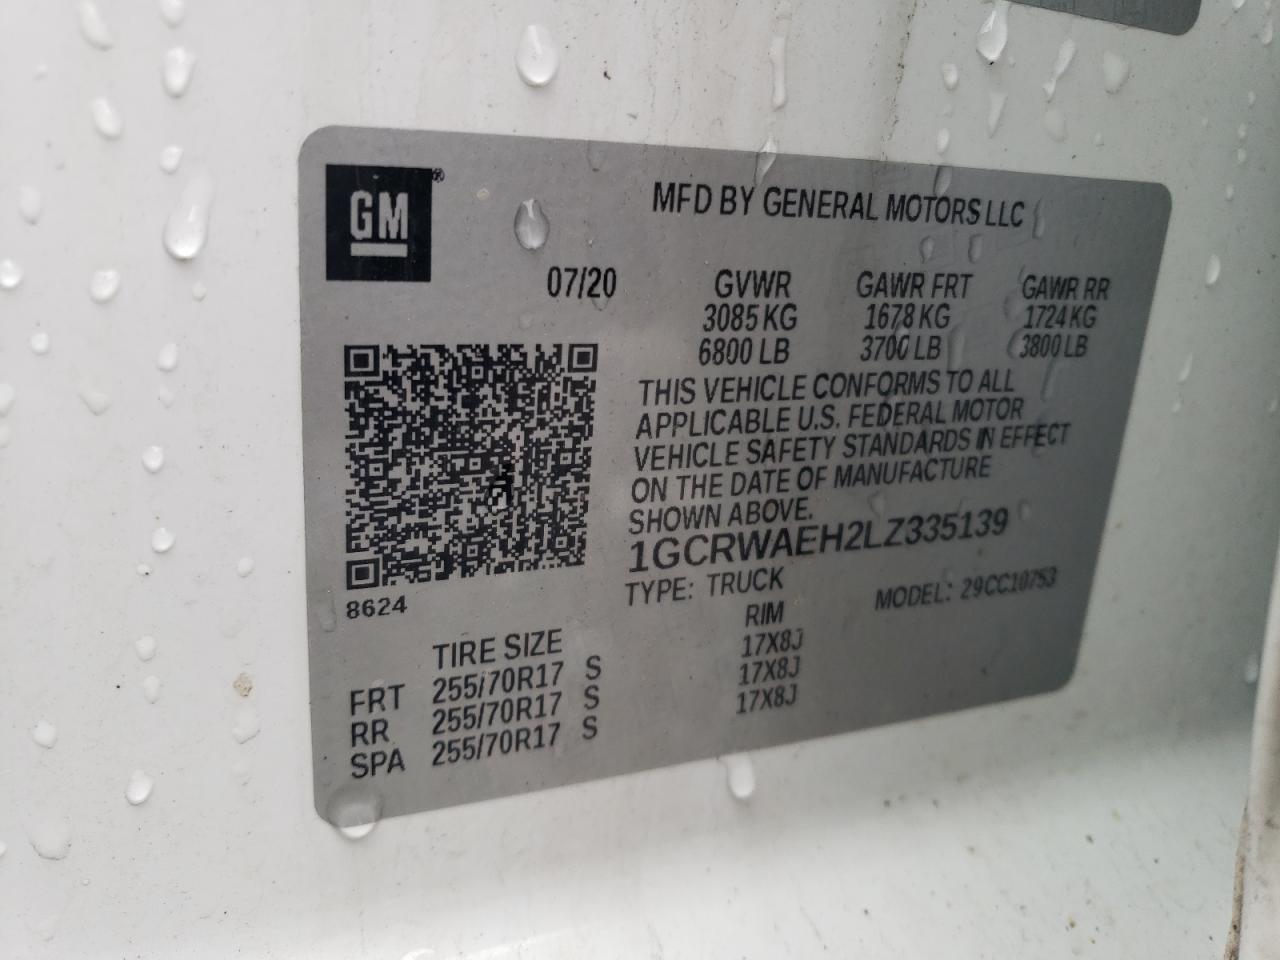 GM®
MFD BY GENERAL MOTORS LLC
07/20 GVWR GAWR FRT GAWR RR
3085 KG 1678 KG 1724 KG
6800 LB 3700 LB 3800 LB
THIS VEHICLE CONFORMS TO ALL
APPLICABLE U.S. FEDERAL MOTOR
VEHICLE SAFETY STANDARDS IN EFFECT
ON THE DATE OF MANUFACTURE
SHOWN ABOVE.
1GCRWAEH2LZ335139
TYPE: TRUCK MODEL: 29CC10753
8624
TIRE SIZE RIM
FRT 255/70R17 S 17X8J
RR 255/70R17 S 17X8J
SPA 255/70R17 S 17X8J